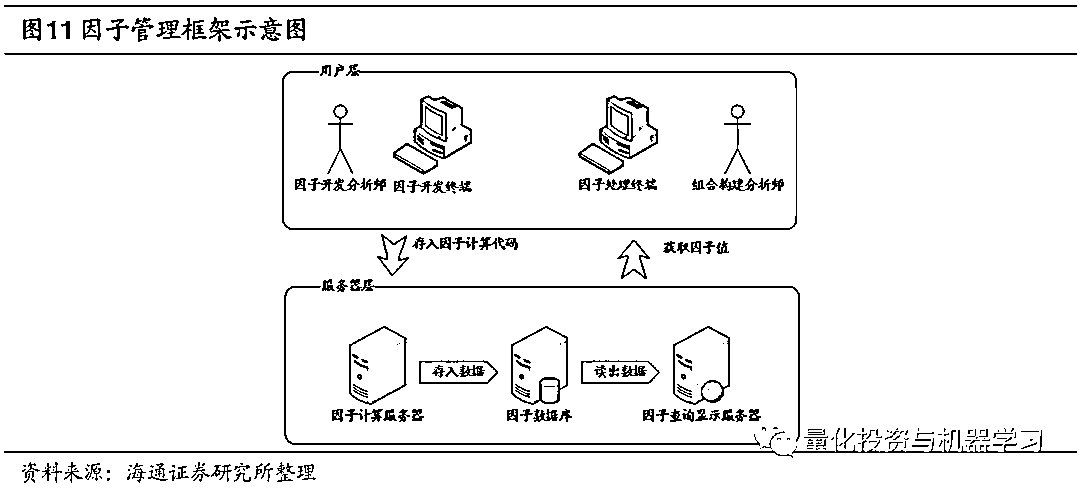 图11 因子管理框架示意图
用户层
因子开发分析师
因子开发终端
因子处理终端
组合构建分析师
存入因子计算代码
获取因子值
服务器层
存入数据
读出数据
因子计算服务器
因子数据库
因子查询显示服务器
量化投资与机器学习
资料来源：海通证券研究所整理